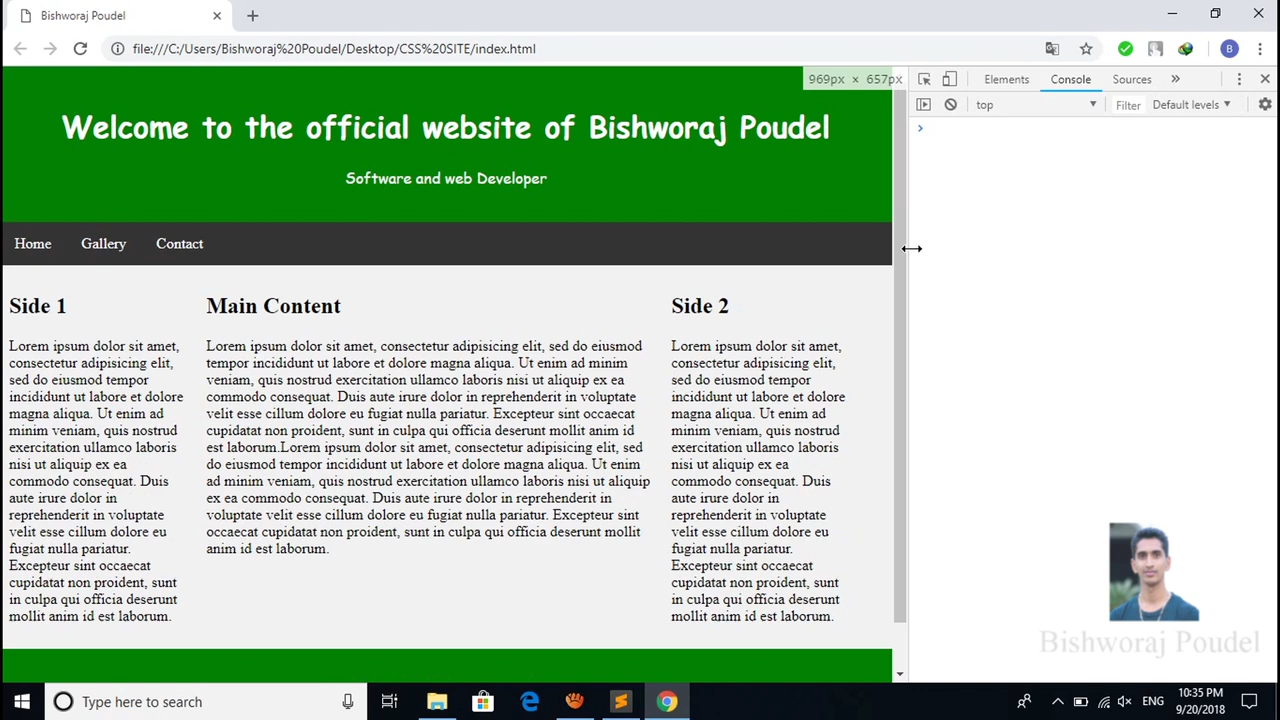 Bishworaj Poudel
file:///C:/Users/Bishworaj%20Poudel/Desktop/CSS%20SITE/index.html
B
969px × 657px
Elements Console Sources
top Filter Default levels
Welcome to the official website of Bishworaj Poudel
Software and web Developer
Home Gallery Contact
Side 1
Lorem ipsum dolor sit amet,
consectetur adipisicing elit,
sed do eiusmod tempor
incididunt ut labore et dolore
magna aliqua. Ut enim ad
minim veniam, quis nostrud
exercitation ullamco laboris
nisi ut aliquip ex ea
commodo consequat. Duis
aute irure dolor in
reprehenderit in voluptate
velit esse cillum dolore eu
fugiat nulla pariatur.
Excepteur sint occaecat
cupidatat non proident, sunt
in culpa qui officia deserunt
mollit anim id est laborum.
Main Content
Lorem ipsum dolor sit amet, consectetur adipisicing elit, sed do eiusmod
tempor incididunt ut labore et dolore magna aliqua. Ut enim ad minim
veniam, quis nostrud exercitation ullamco laboris nisi ut aliquip ex ea
commodo consequat. Duis aute irure dolor in reprehenderit in voluptate
velit esse cillum dolore eu fugiat nulla pariatur. Excepteur sint occaecat
cupidatat non proident, sunt in culpa qui officia deserunt mollit anim id
est laborum.Lorem ipsum dolor sit amet, consectetur adipisicing elit, sed
do eiusmod tempor incididunt ut labore et dolore magna aliqua. Ut enim
ad minim veniam, quis nostrud exercitation ullamco laboris nisi ut aliquip
ex ea commodo consequat. Duis aute irure dolor in reprehenderit in
voluptate velit esse cillum dolore eu fugiat nulla pariatur. Excepteur sint
occaecat cupidatat non proident, sunt in culpa qui officia deserunt mollit
anim id est laborum.
Side 2
Lorem ipsum dolor sit amet,
consectetur adipisicing elit,
sed do eiusmod tempor
incididunt ut labore et dolore
magna aliqua. Ut enim ad
minim veniam, quis nostrud
exercitation ullamco laboris
nisi ut aliquip ex ea
commodo consequat. Duis
aute irure dolor in
reprehenderit in voluptate
velit esse cillum dolore eu
fugiat nulla pariatur.
Excepteur sint occaecat
cupidatat non proident, sunt
in culpa qui officia deserunt
mollit anim id est laborum.
Bishworaj Poudel
Type here to search
ENG
10:35 PM
9/20/2018